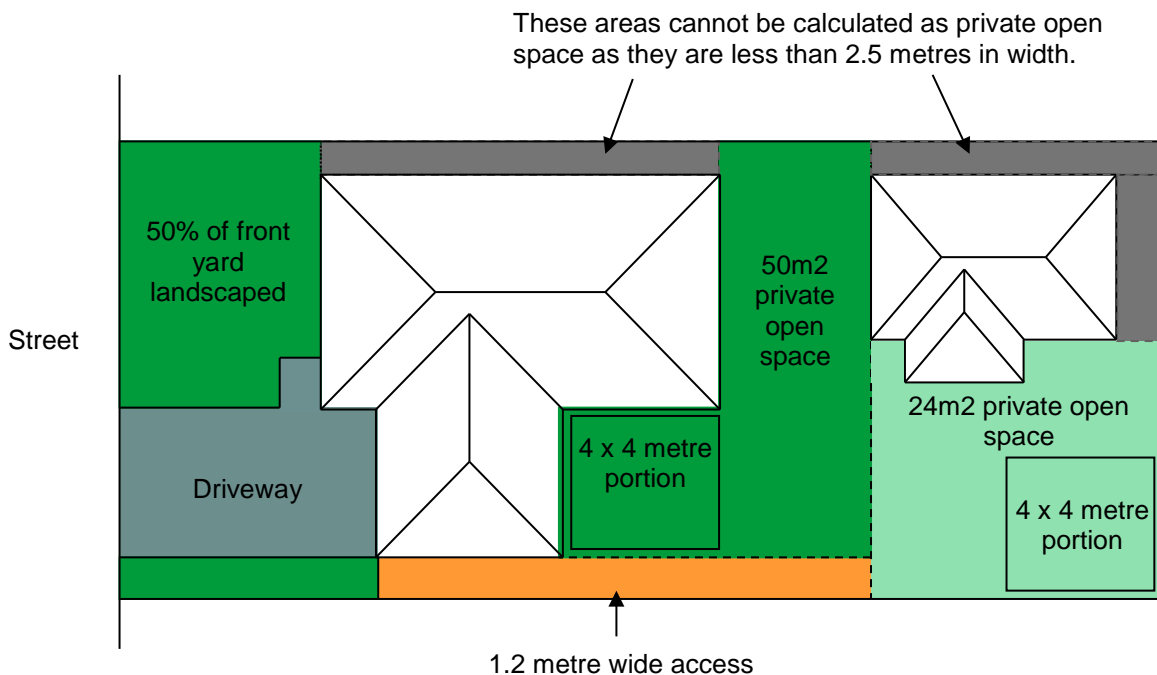 These areas cannot be calculated as private open
space as they are less than 2.5 metres in width.
50% of front
yard
landscaped
50m2
private
open
space
Street
24m2 private open
space
4 x 4 metre
portion
Driveway
4 x 4 metre
portion
1.2 metre wide access